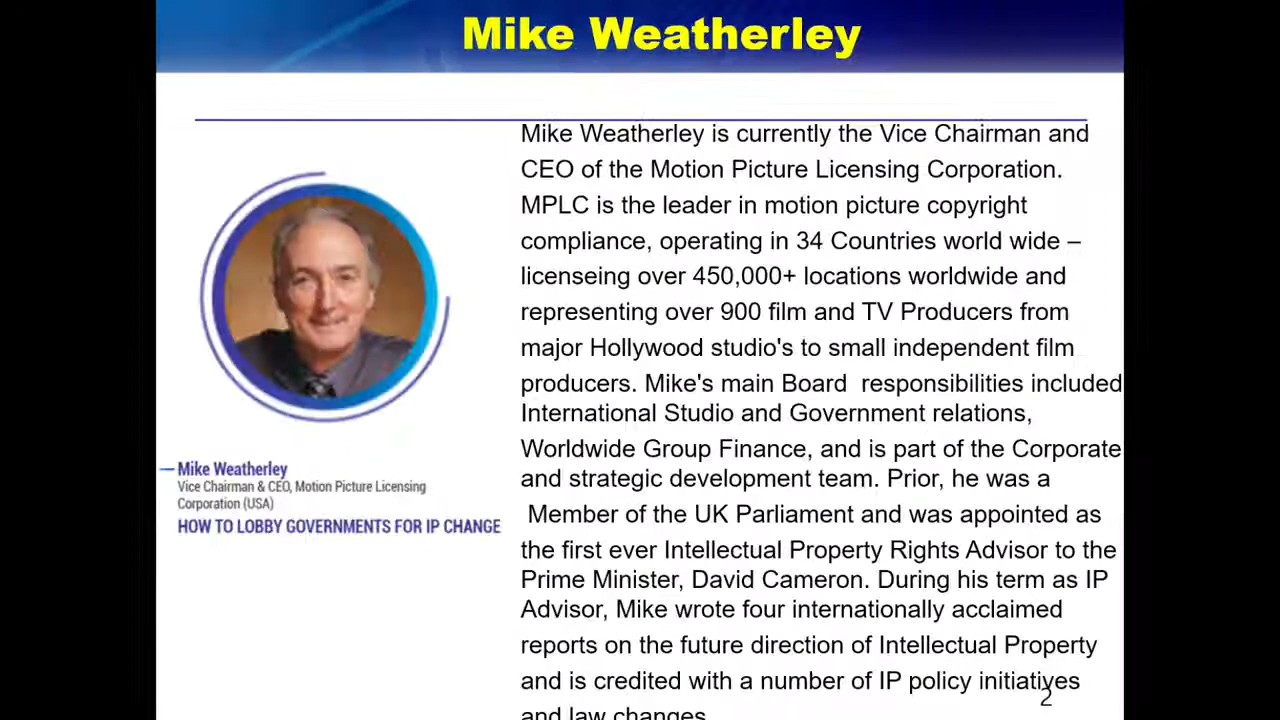 Mike Weatherley
Mike Weatherley is currently the Vice Chairman and
CEO of the Motion Picture Licensing Corporation.
MPLC is the leader in motion picture copyright
compliance, operating in 34 Countries world wide –
licenseing over 450,000+ locations worldwide and
representing over 900 film and TV Producers from
major Hollywood studio's to small independent film
producers. Mike's main Board  responsibilities included
International Studio and Government relations,
Worldwide Group Finance, and is part of the Corporate
and strategic development team. Prior, he was a
Member of the UK Parliament and was appointed as
the first ever Intellectual Property Rights Advisor to the
Prime Minister, David Cameron. During his term as IP
Advisor, Mike wrote four internationally acclaimed
reports on the future direction of Intellectual Property
and is credited with a number of IP policy initiatives
and law changes
Mike Weatherley
Vice Chairman & CEO, Motion Picture Licensing
Corporation (USA)
HOW TO LOBBY GOVERNMENTS FOR IP CHANGE
2